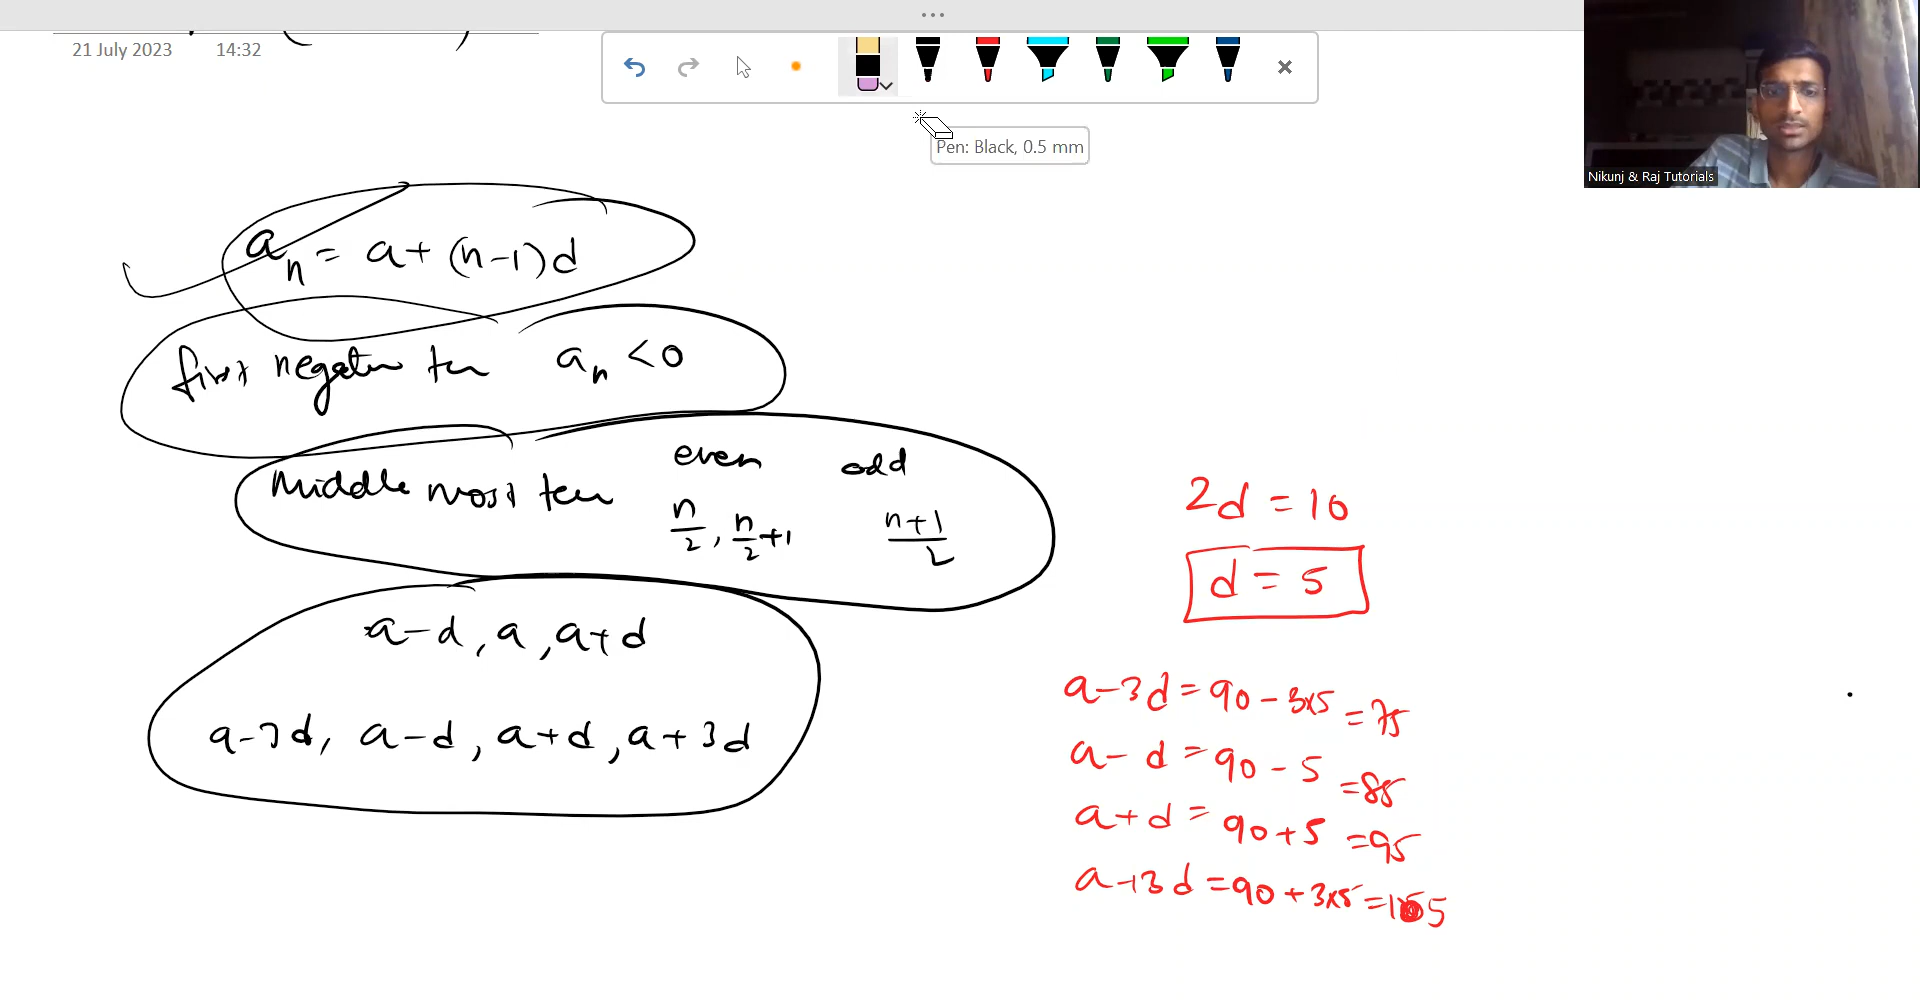 21 July 2023 14:32
Pen: Black, 0.5 mm
Nikunj & Raj Tutorials
aₙ = a + (n-1)d
first negative ter aₙ < 0
Middle most term even odd
n/2, n/2+1 n+1/2
a-d, a, a+d
a-3d, a-d, a+d, a+3d
2d = 10
d = 5
a-3d = 90 - 3x5 = 75
a-d = 90 - 5 = 85
a+d = 90+5 = 95
a+3d = 90 + 3x5 = 105